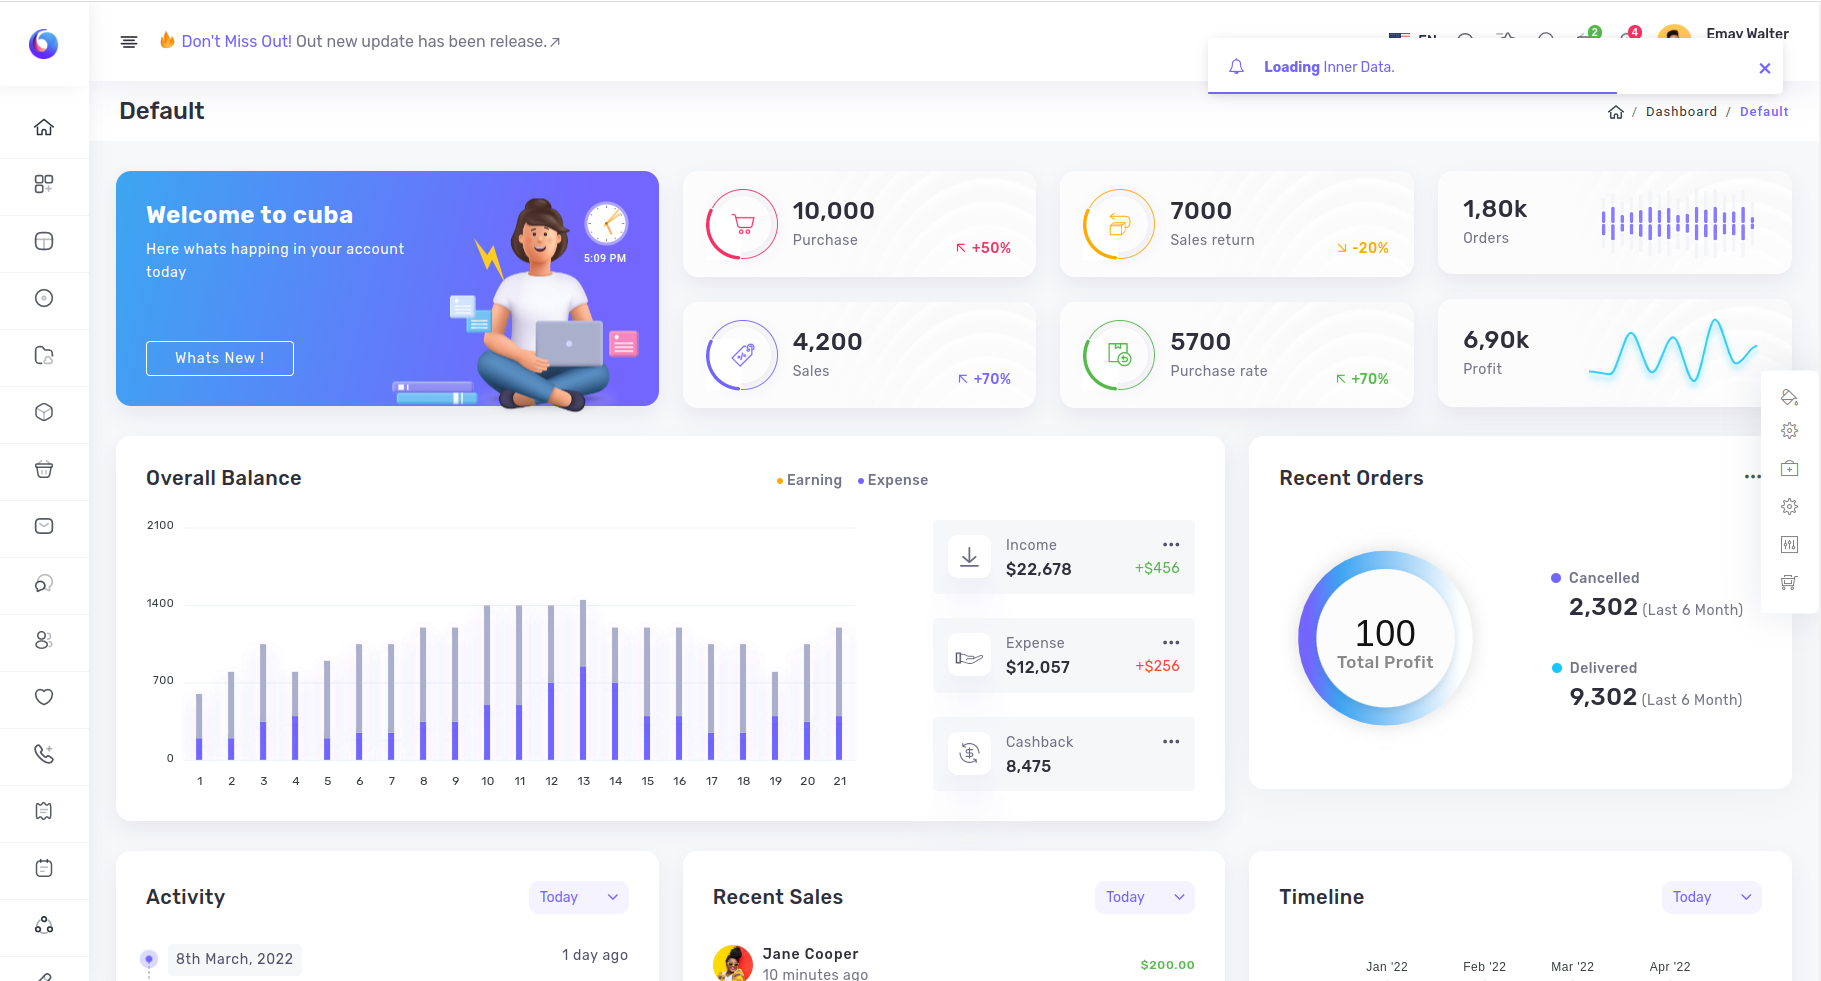 Don't Miss Out! Out new update has been release.
EN
2
4
Emay Walter
Loading Inner Data.
Default
/ Dashboard / Default
Welcome to cuba
Here whats happing in your account
today
5:09 PM
Whats New !
10,000
Purchase
+50%
7000
Sales return
-20%
1,80k
Orders
4,200
Sales
+70%
5700
Purchase rate
+70%
6,90k
Profit
Overall Balance
Earning
Expense
2100
1400
700
0
1 2 3 4 5 6 7 8 9 10 11 12 13 14 15 16 17 18 19 20 21
Income
$22,678
+$456
Expense
$12,057
+$256
Cashback
8,475
Recent Orders
100
Total Profit
Cancelled
2,302 (Last 6 Month)
Delivered
9,302 (Last 6 Month)
Activity
Today
8th March, 2022
1 day ago
Recent Sales
Today
Jane Cooper
10 minutes ago
$200.00
Timeline
Today
Jan '22 Feb '22 Mar '22 Apr '22